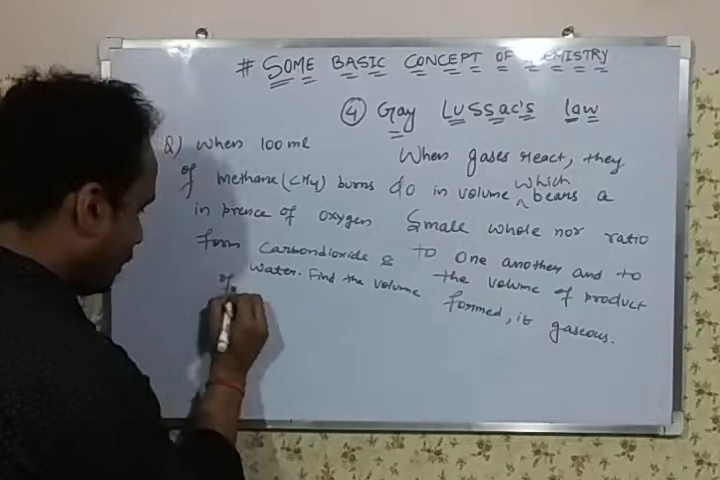 # SOME BASIC CONCEPT OF CHEMISTRY
④ Gay Lussac's law
Q) When 100 ml
of methane (CH4) burns
in prence of oxygen
form Carbondioxide &
water. Find the volume
of
When gases react, they
do in volume which bears a
Small whole nor ratio
to one another and to
the volume of product
formed, if gaseous.